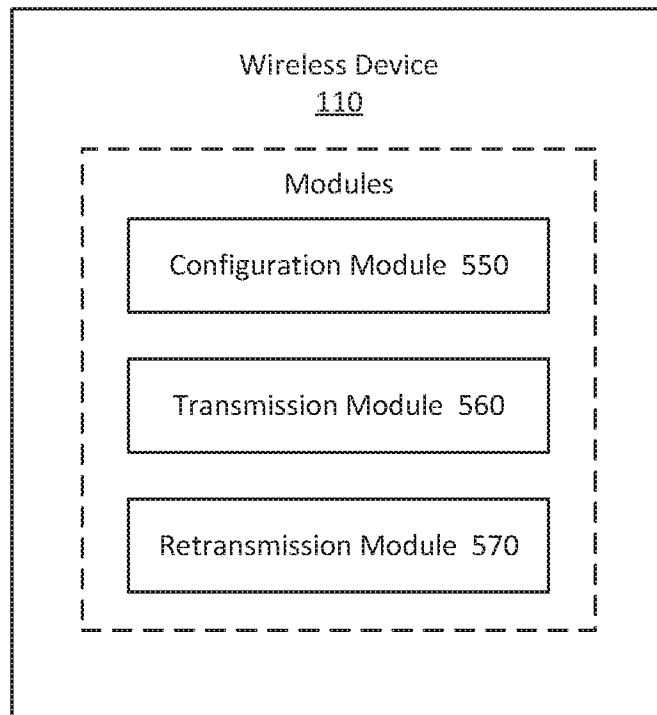 Wireless Device
110
Modules
Configuration Module 550
Transmission Module 560
Retransmission Module 570